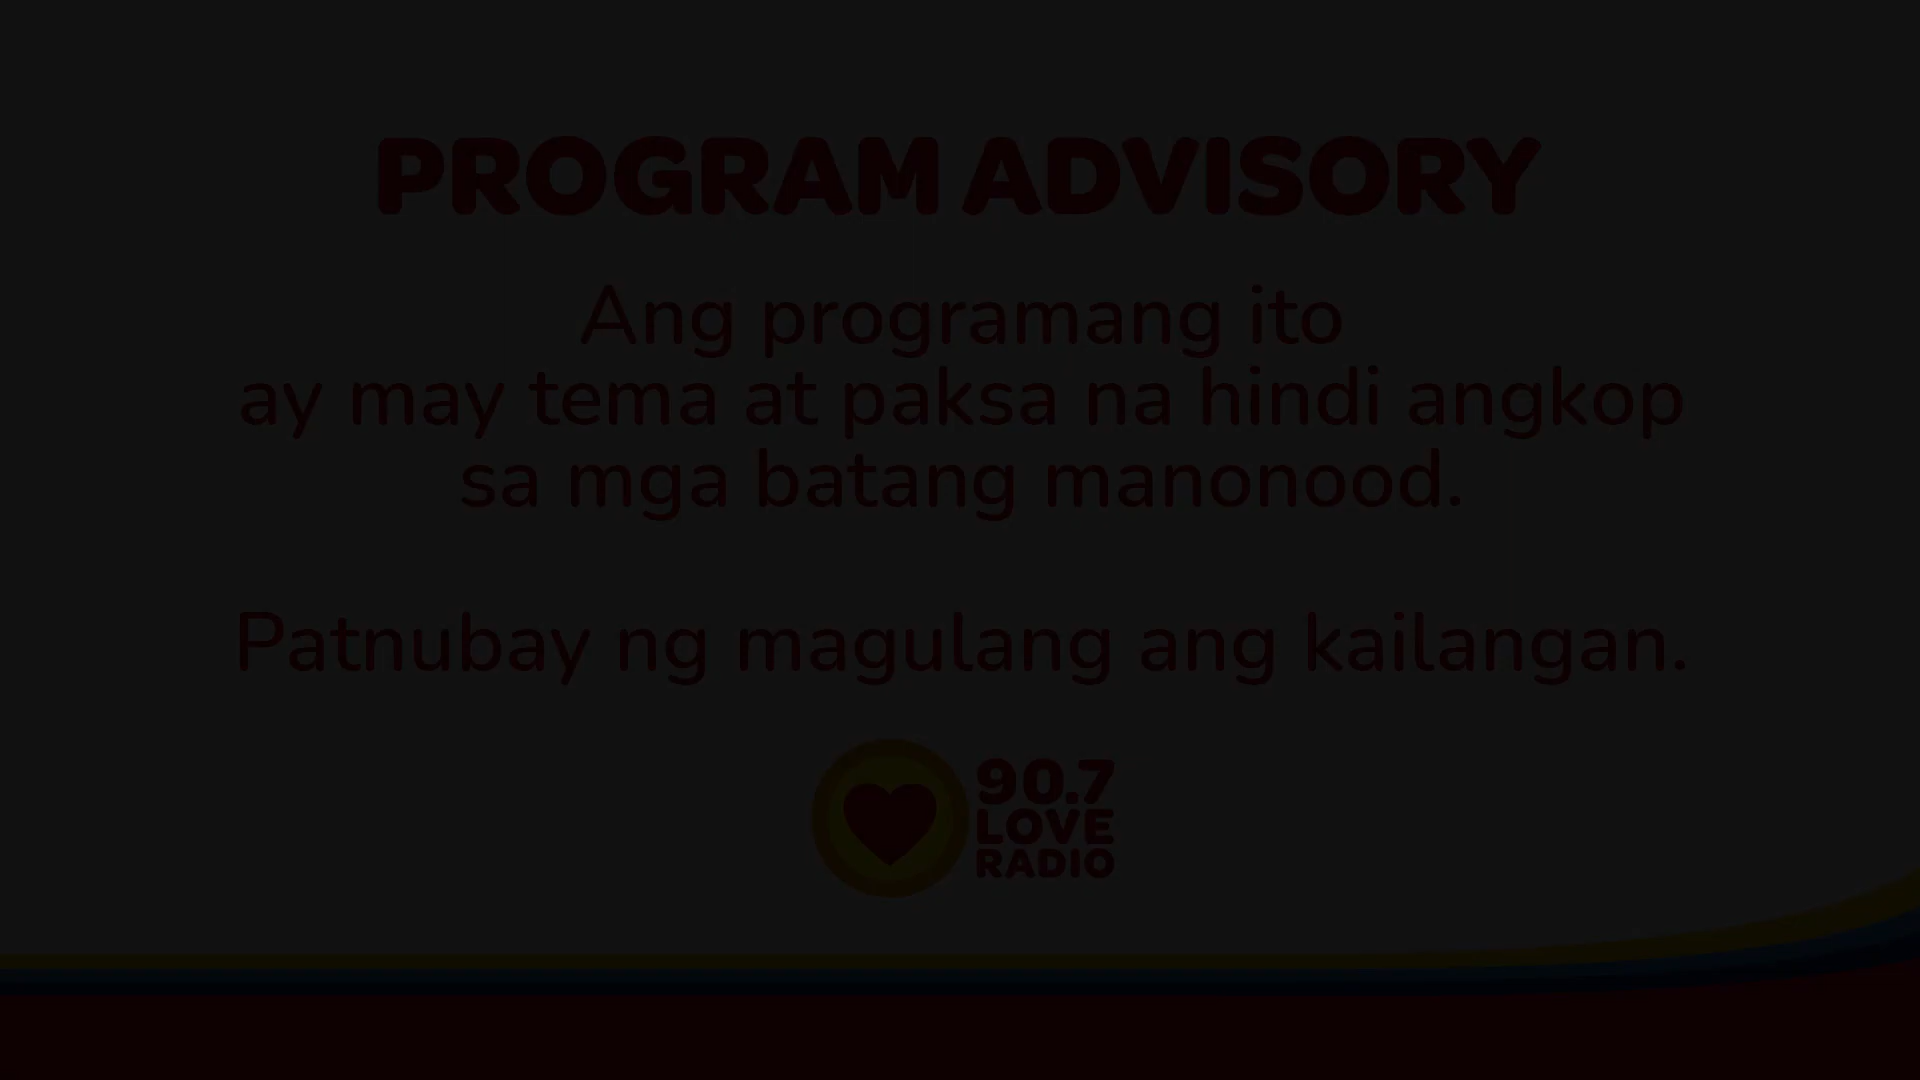 PROGRAM ADVISORY
Ang programang ito
ay may tema at paksa na hindi angkop
sa mga batang manonood.
Patnubay ng magulang ang kailangan.
90.7
LOVE
RADIO